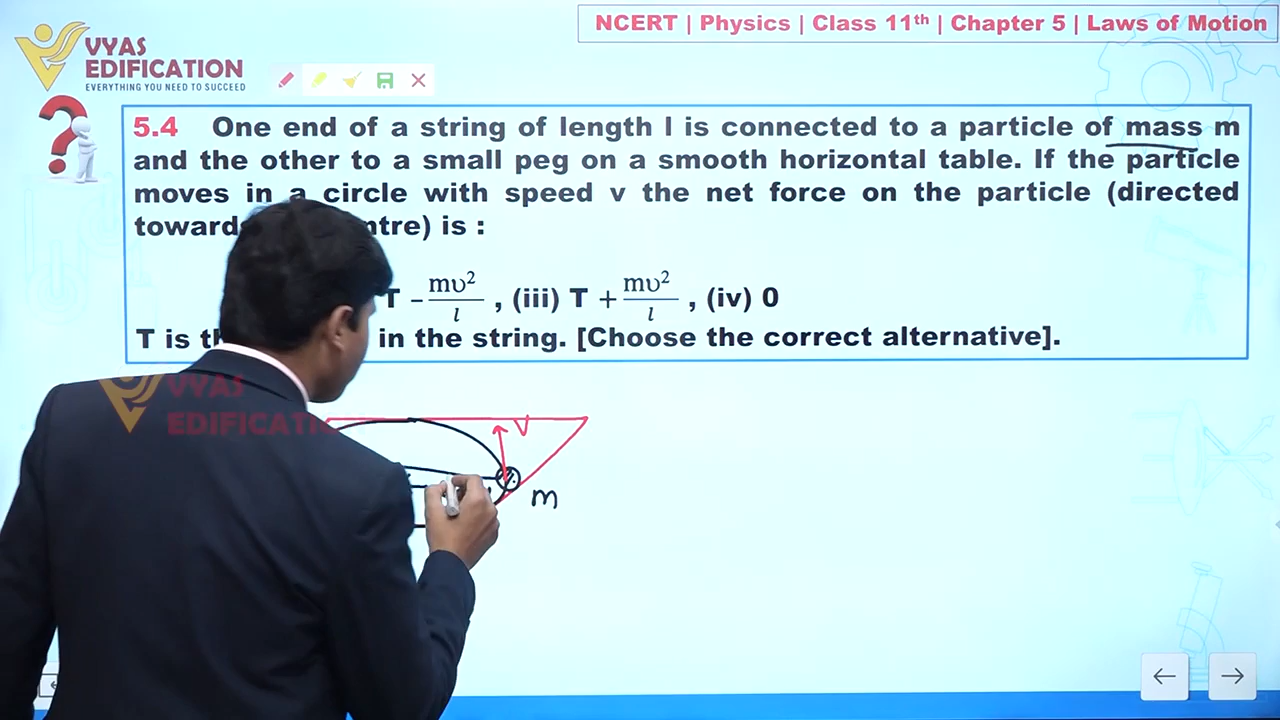 NCERT | Physics | Class 11th | Chapter 5 | Laws of Motion
VYAS
EDIFICATION
EVERYTHING YOU NEED TO SUCCEED
5.4 One end of a string of length l is connected to a particle of mass m
and the other to a small peg on a smooth horizontal table. If the particle
moves in a circle with speed v the net force on the particle (directed
is :
T – mυ²/l , (iii) T + mυ²/l , (iv) 0
T is in the string. [Choose the correct alternative].
VYAS
EDIFICATION
V
m